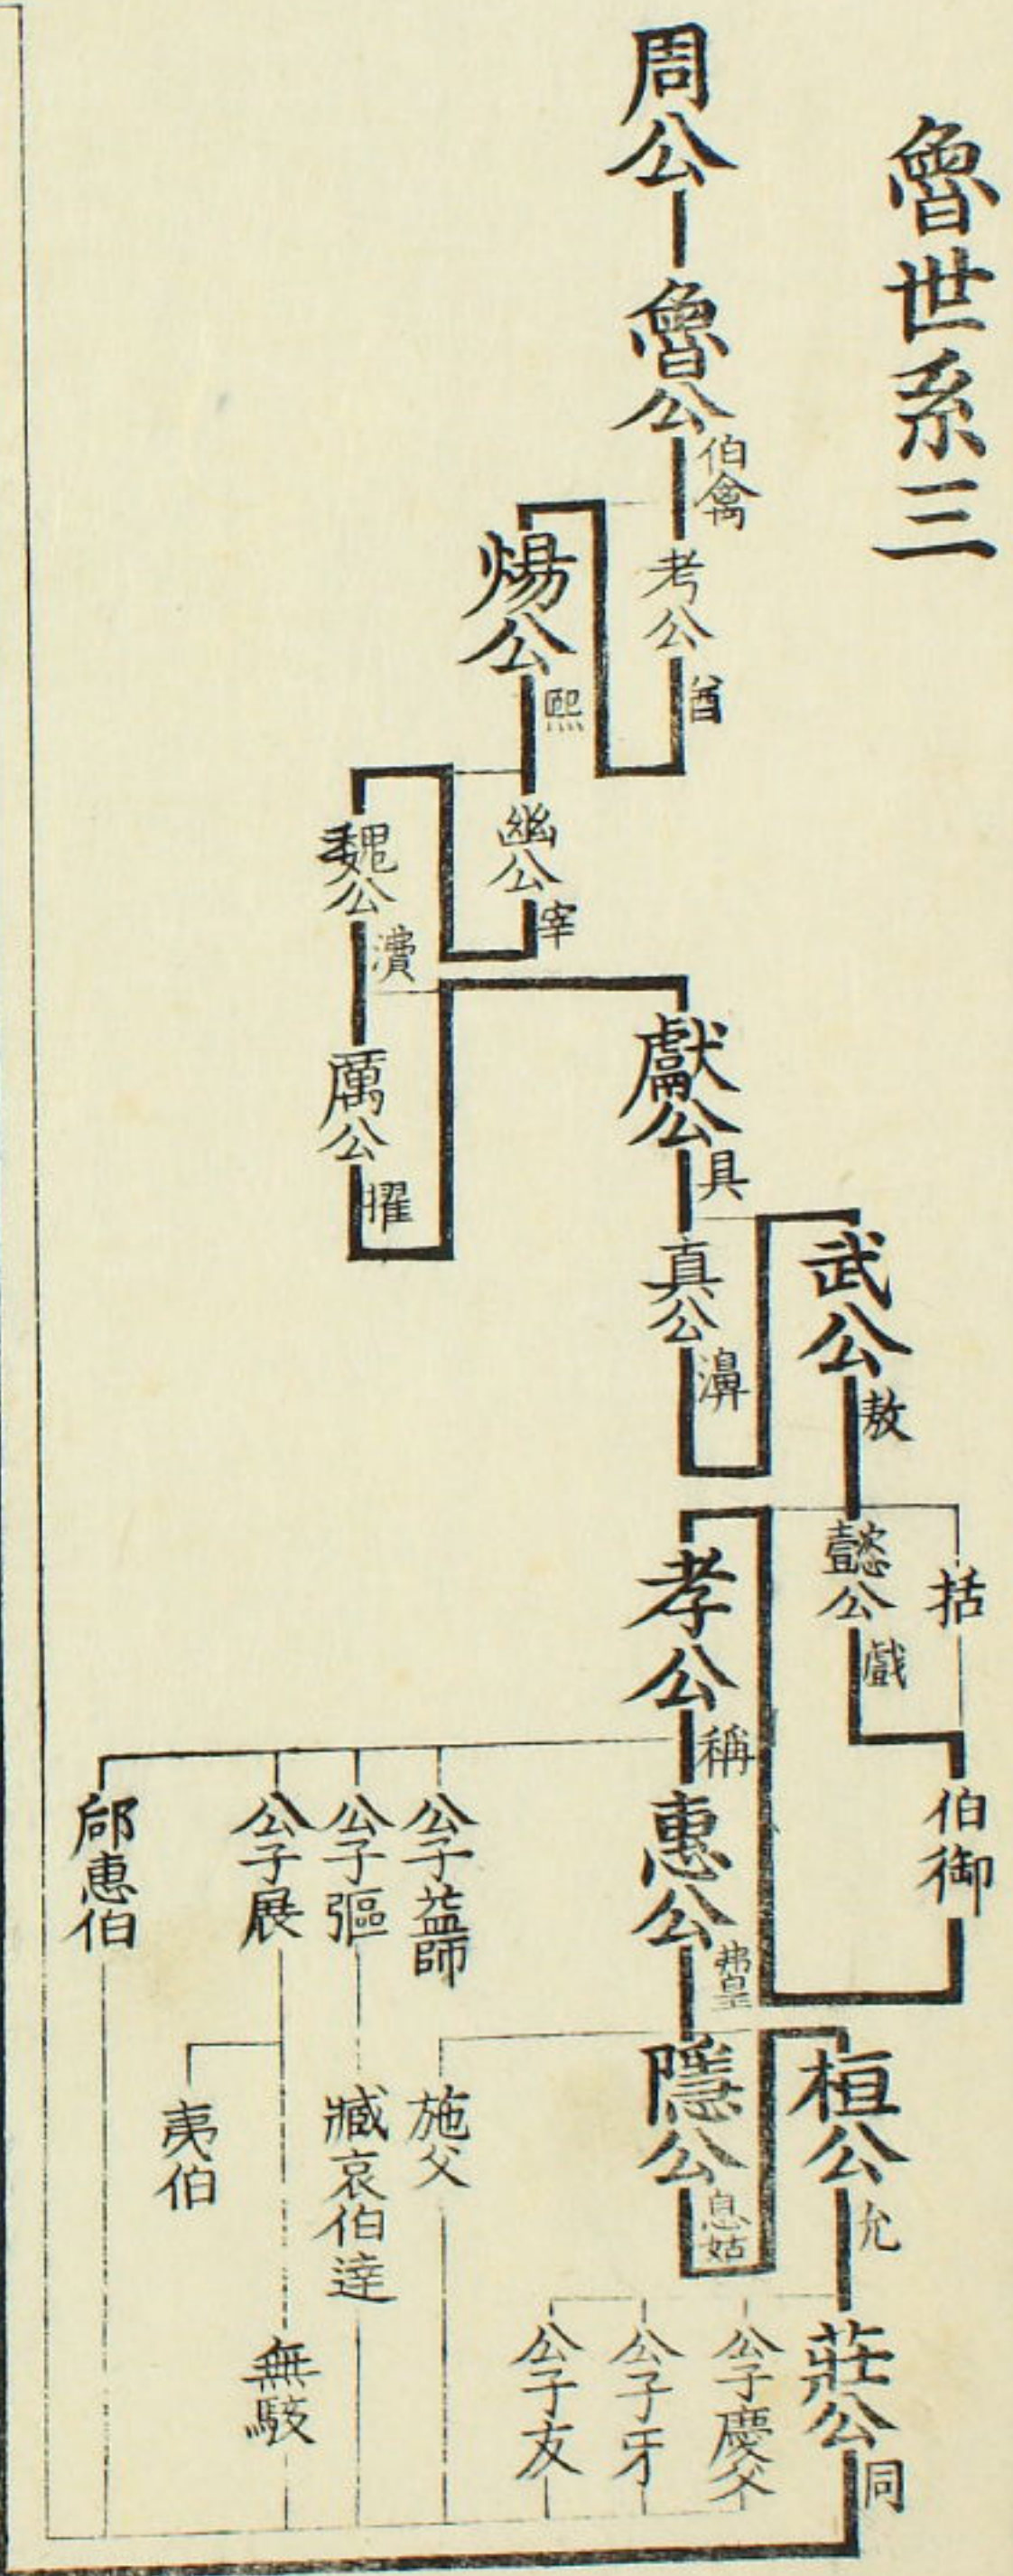 魯世系三
周公
魯公
伯禽
考公
酋
煬公
熙
幽公
宰
魏公
濆
厲公
擢
獻公
具
真公
濞
武公
敖
括
懿公
戲
伯御
孝公
稱
惠公
弗皇
公子益師
公子彄
公子展
郈惠伯
隱公
息姑
桓公
允
施父
臧哀伯達
夷伯
無駭
莊公
同
公子慶父
公子牙
公子友